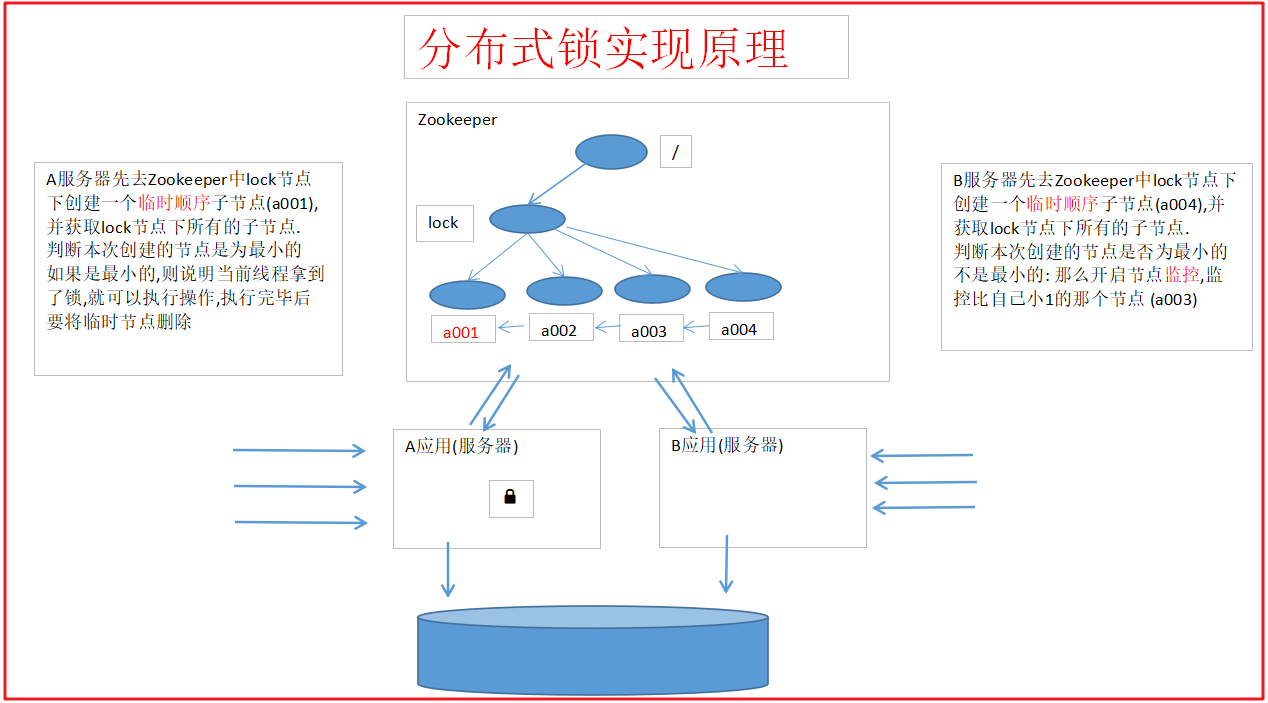 分布式锁实现原理
Zookeeper
/
lock
a001
a002
a003
a004
A服务器先去Zookeeper中lock节点
下创建一个临时顺序子节点(a001),
并获取lock节点下所有的子节点.
判断本次创建的节点是为最小的
如果是最小的,则说明当前线程拿到
了锁,就可以执行操作,执行完毕后
要将临时节点删除
B服务器先去Zookeeper中lock节点下
创建一个临时顺序子节点(a004),并
获取lock节点下所有的子节点.
判断本次创建的节点是否为最小的
不是最小的: 那么开启节点监控,监
控比自己小1的那个节点 (a003)
A应用(服务器)
B应用(服务器)